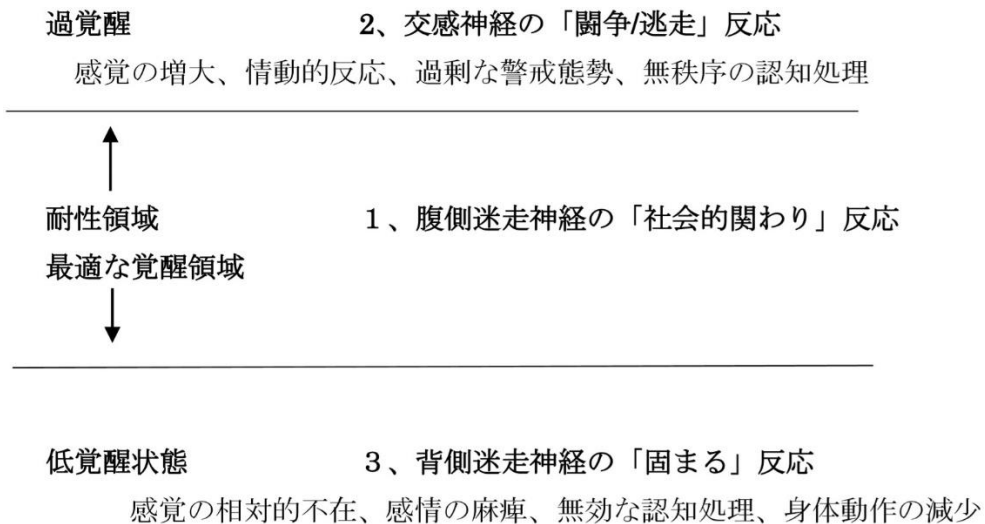 過覚醒 2、交感神経の「闘争/逃走」反応
感覚の増大、情動的反応、過剰な警戒態勢、無秩序の認知処理
耐性領域 1、腹側迷走神経の「社会的関わり」反応
最適な覚醒領域
低覚醒状態 3、背側迷走神経の「固まる」反応
感覚の相対的不在、感情の麻痺、無効な認知処理、身体動作の減少